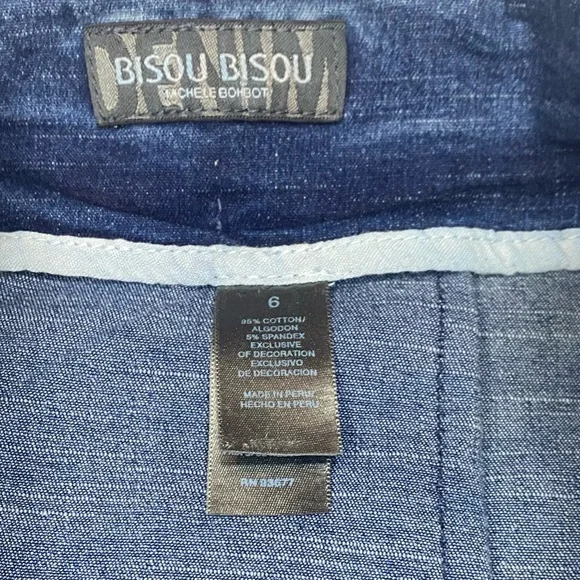 BISOU BISOU
MICHELE BOHBOT
6
95% COTTON/
ALGODON
5% SPANDEX
EXCLUSIVE
OF DECORATION
EXCLUSIVO
DE DECORACION
MADE IN PERU/
HECHO EN PERU
RN 93677